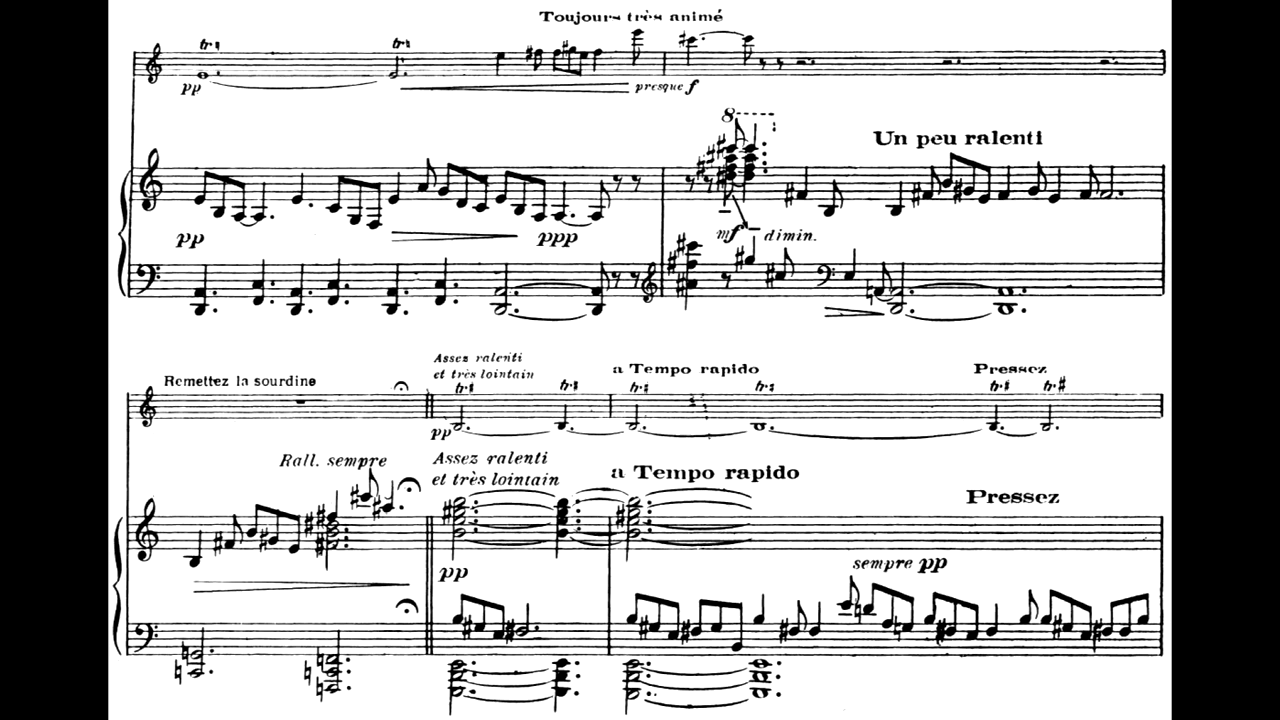 Toujours très animé
pp
presque f
8
Un peu ralenti
pp
ppp
mf
dimin.
Remettez la sourdine
Assez ralenti
et très lointain
a Tempo rapido
Pressez
pp
Rall. sempre
Assez ralenti
et très lointain
a Tempo rapido
Pressez
pp
sempre pp